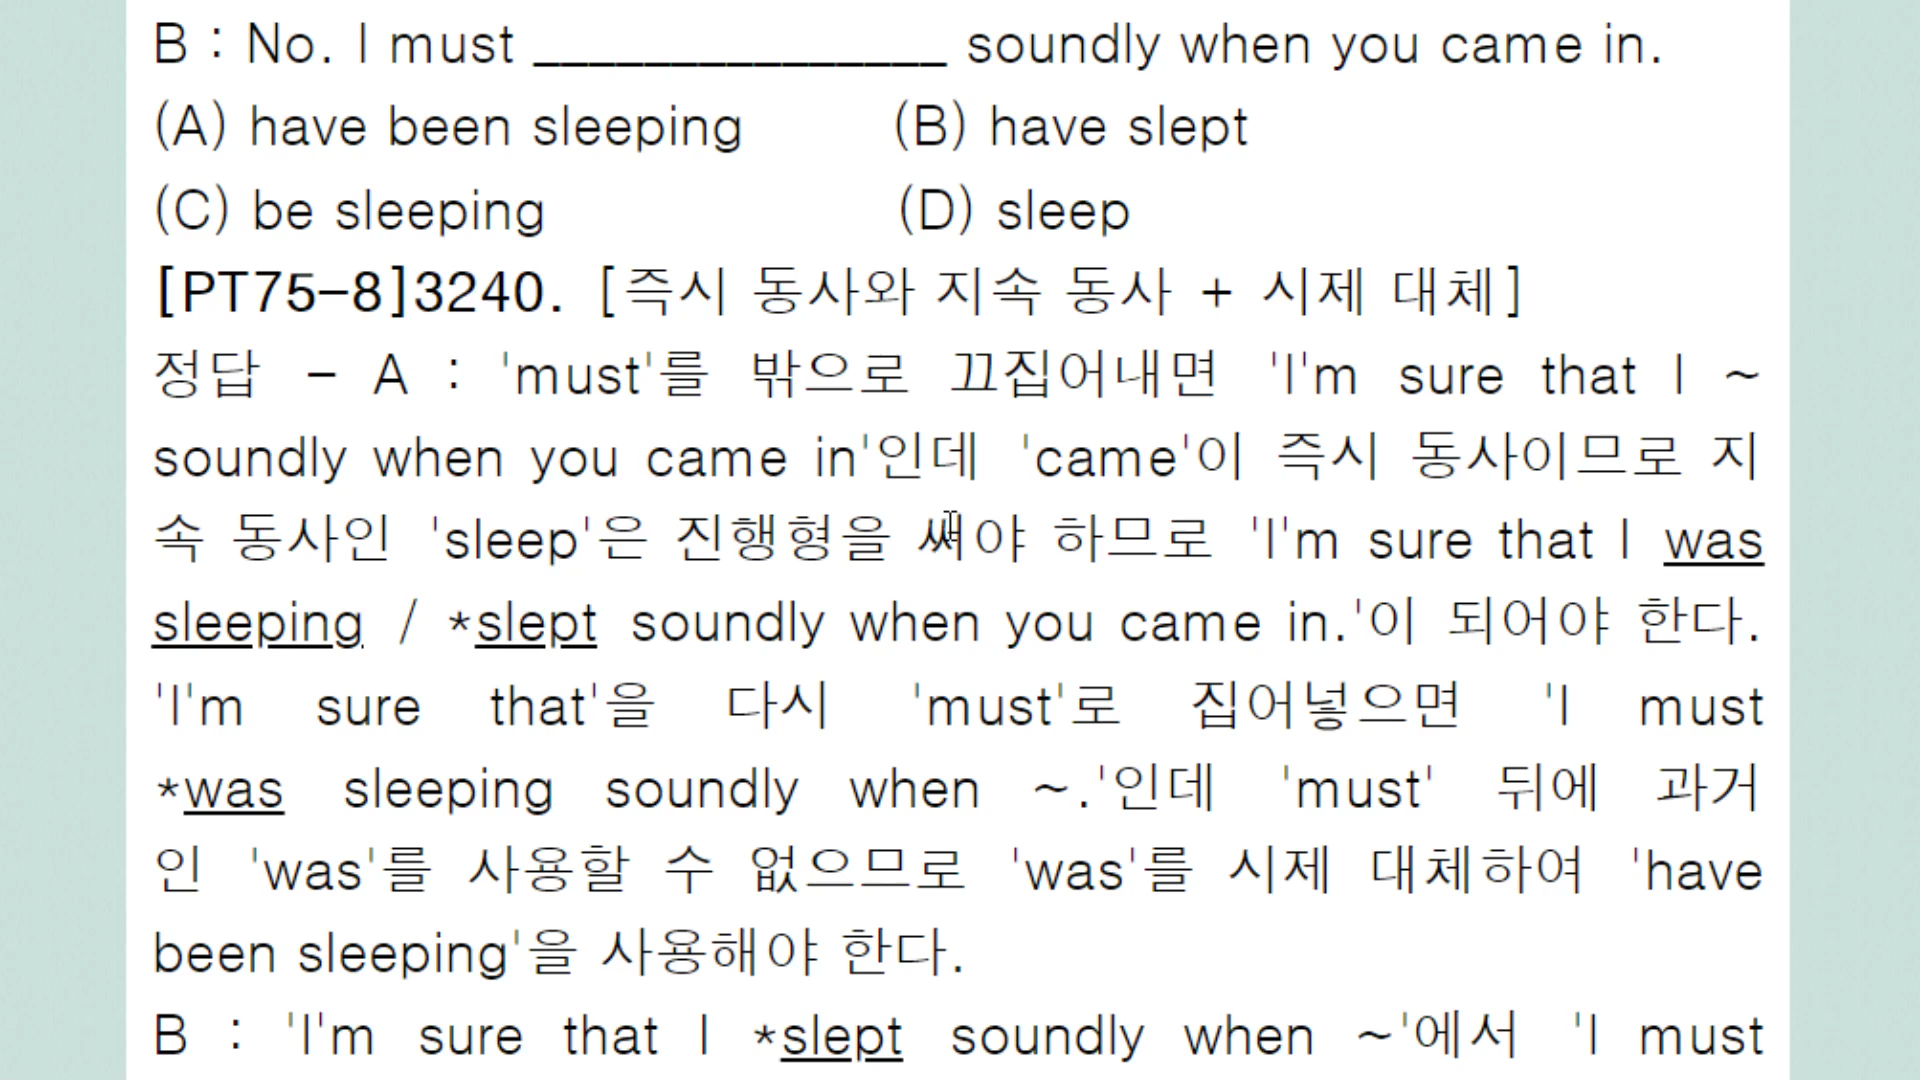 B : No. I must _______________ soundly when you came in.
(A) have been sleeping (B) have slept
(C) be sleeping (D) sleep
[PT75-8]3240. [즉시 동사와 지속 동사 + 시제 대체]
정답 - A : 'must'를 밖으로 끄집어내면 'I'm sure that I ~
soundly when you came in'인데 'came'이 즉시 동사이므로 지
속 동사인 'sleep'은 진행형을 써야 하므로 'I'm sure that I was
sleeping / *slept soundly when you came in.'이 되어야 한다.
'I'm sure that'을 다시 'must'로 집어넣으면 'I must
*was sleeping soundly when ~.'인데 'must' 뒤에 과거
인 'was'를 사용할 수 없으므로 'was'를 시제 대체하여 'have
been sleeping'을 사용해야 한다.
B : 'I'm sure that I *slept soundly when ~'에서 'I must